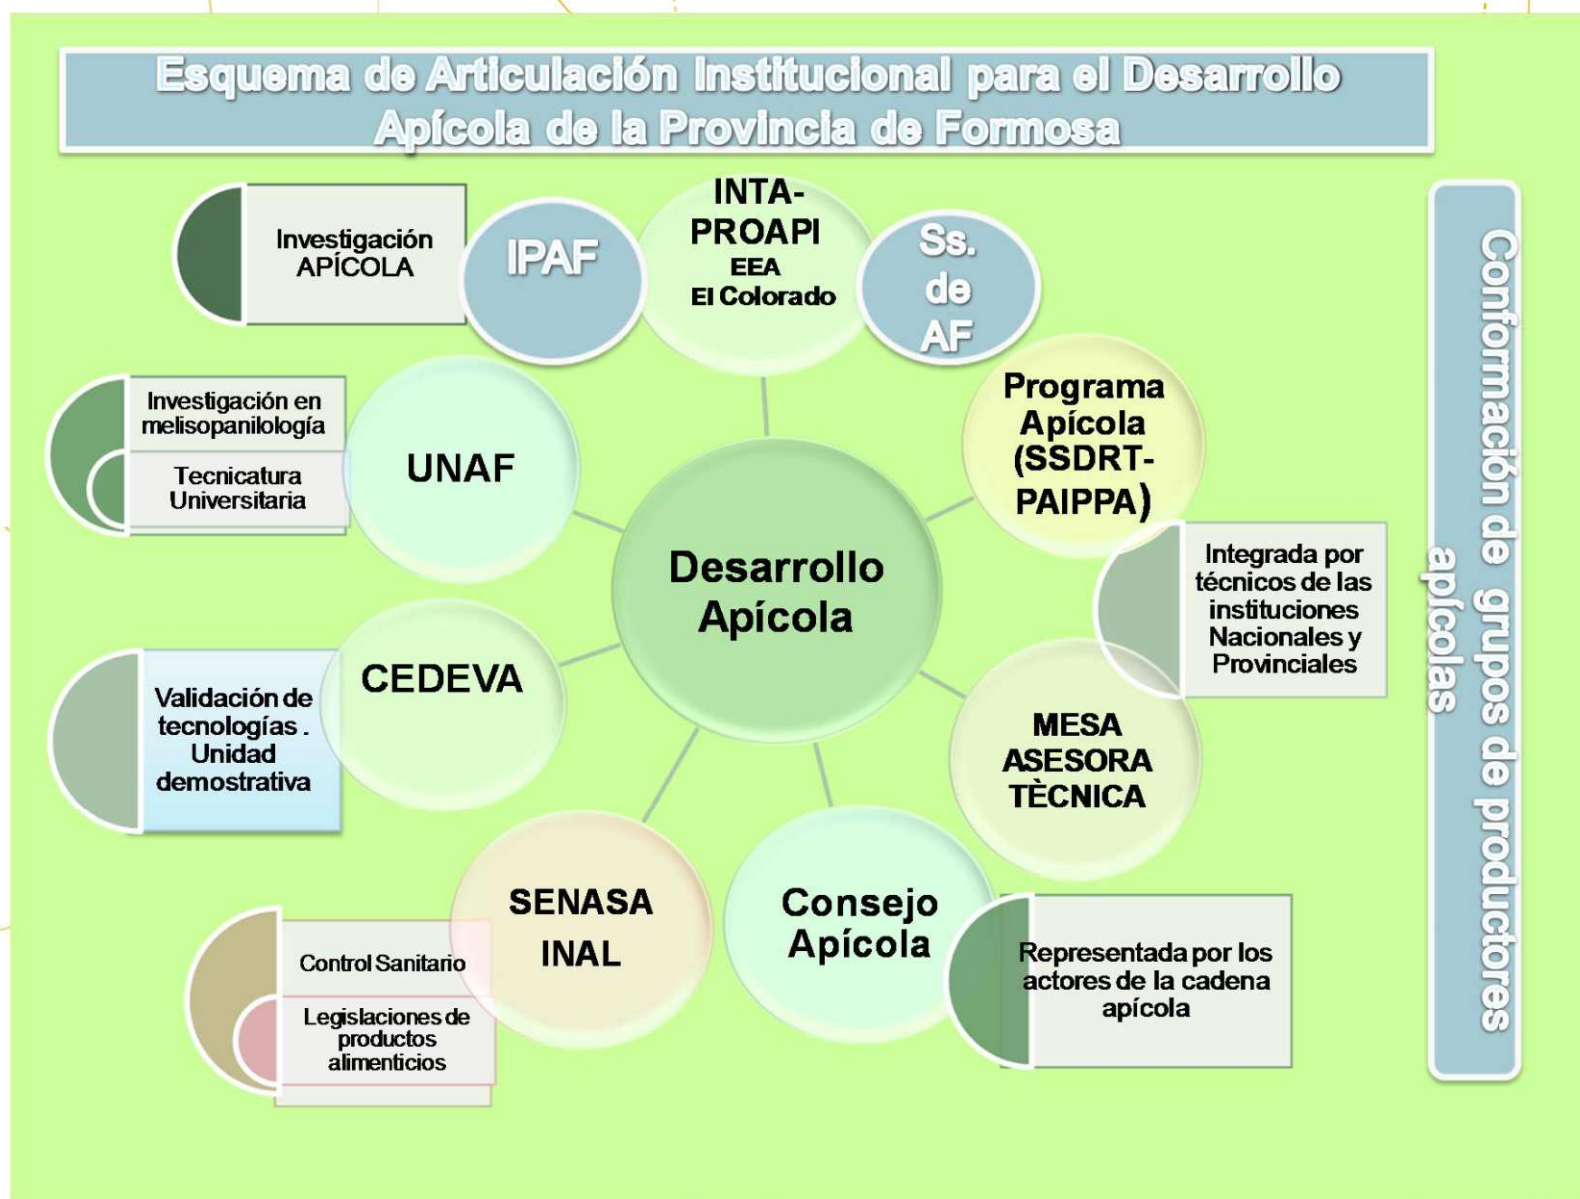 Esquema de Articulación Institucional para el Desarrollo
Apícola de la Provincia de Formosa
Investigación
APÍCOLA
IPAF
INTA-
PROAPI
EEA
El Colorado
Ss.
de
AF
Programa
Apícola
(SSDRT-
PAIPPA)
Investigación en
melisopanilología
Tecnicatura
Universitaria
UNAF
Desarrollo
Apícola
Integrada por
técnicos de las
instituciones
Nacionales y
Provinciales
CEDEVA
Validación de
tecnologías .
Unidad
demostrativa
MESA
ASESORA
TÈCNICA
SENASA
INAL
Control Sanitario
Legislaciones de
productos
alimenticios
Consejo
Apícola
Representada por los
actores de la cadena
apícola
Conformación de grupos de productores
apícolas